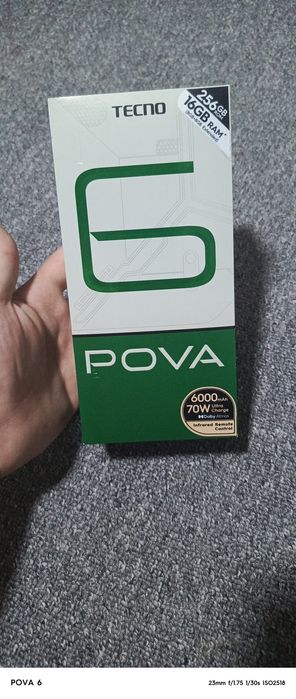 TECNO
256GB
16GB RAM*
6
POVA
6000mAh
70W Ultra Charge
Dolby Atmos
Infrared Remote
Control
POVA 6
23mm f/1.75 1/30s ISO2518